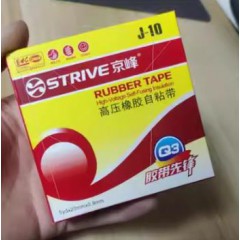 J-10
STRIVE 京峰
RUBBER TAPE
High-Voltage Self-Fusing Insulation
高压橡胶自粘带
Q3
胶带先锋